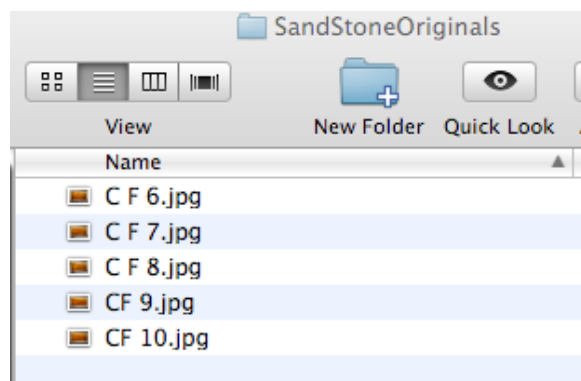 SandStoneOriginals
View New Folder Quick Look
Name
C F 6.jpg
C F 7.jpg
C F 8.jpg
CF 9.jpg
CF 10.jpg